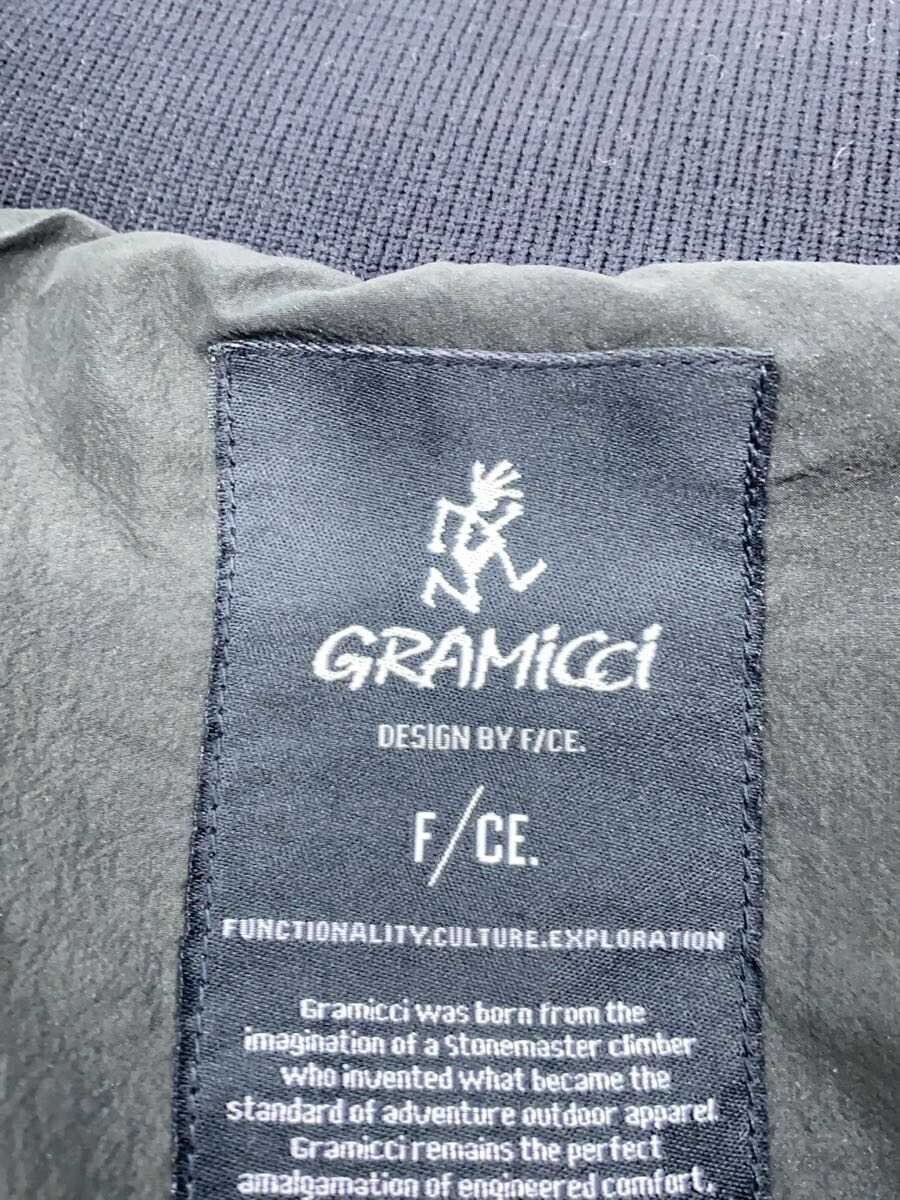 GRAMiCCi
DESIGN BY F/CE.
F/CE.
FUNCTIONALITY.CULTURE.EXPLORATION
Gramicci was born from the
imagination of a Stonemaster climber
who invented what became the
standard of adventure outdoor apparel.
Gramicci remains the perfect
amalgamation of engineered comfort,